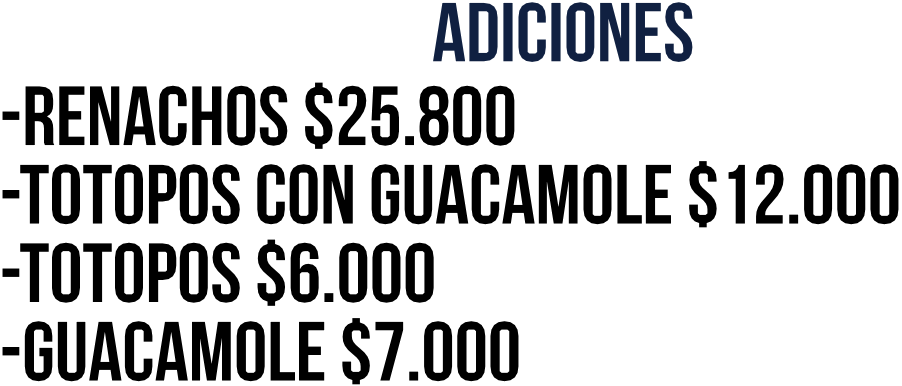 ADICIONES
-RENACHOS $25.800
-TOTOPOS CON GUACAMOLE $12.000
-TOTOPOS $6.000
-GUACAMOLE $7.000